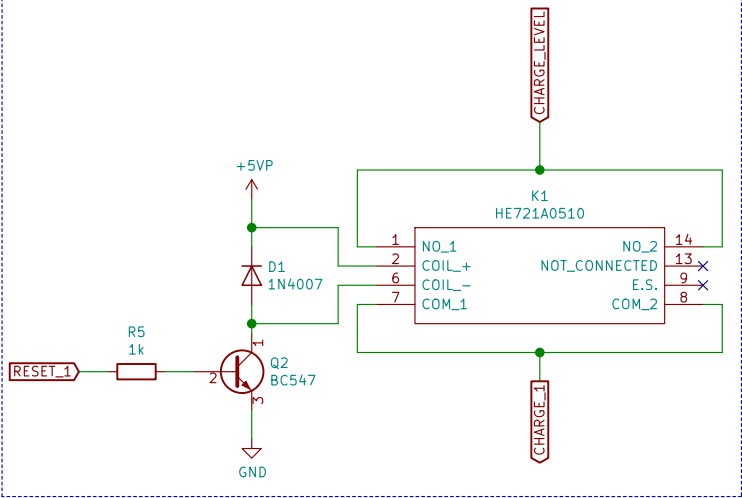 CHARGE_LEVEL
+5VP
K1
HE721A0510
1
NO_1
NO_2
14
2
COIL_+
NOT_CONNECTED
13
6
COIL_-
E.S.
9
7
COM_1
COM_2
8
D1
1N4007
R5
1k
RESET_1
1
2
3
Q2
BC547
CHARGE_1
GND